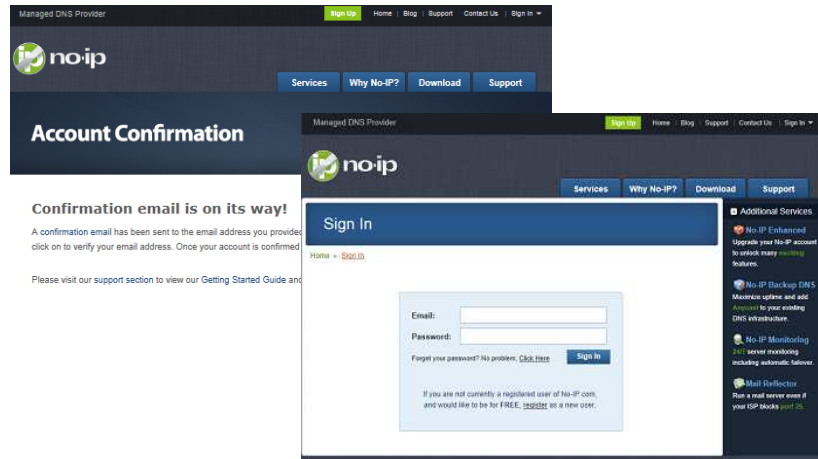 Managed DNS Provider
Sign Up Home | Blog | Support Contact Us | Sign In
no-ip
Services Why No-IP? Download Support
Account Confirmation
Confirmation email is on its way!
A confirmation email has been sent to the email address you provided
click on to verify your email address. Once your account is confirmed
Please visit our support section to view our Getting Started Guide and
Managed DNS Provider
Sign Up Home | Blog | Support | Contact Us | Sign In
no-ip
Services Why No-IP? Download Support
Sign In
Home » Sign In
Email:
Password:
Forget your password? No problem, Click Here
Sign In
If you are not currently a registered user of No-IP.com,
and would like to be for FREE, register as a new user.
Additional Services
No-IP Enhanced
Upgrade your No-IP account
to unlock many exciting
features.
No-IP Backup DNS
Maximize uptime and add
Anycast to your existing
DNS infrastructure.
No-IP Monitoring
24/7 server monitoring
including automatic failover.
Mail Reflector
Run a mail server even if
your ISP blocks port 25.